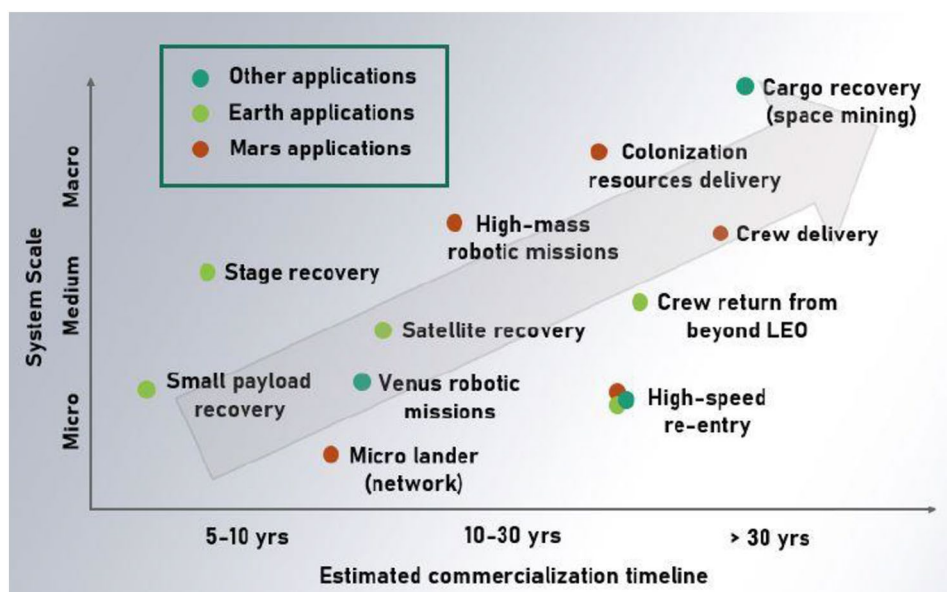 Other applications
Earth applications
Mars applications
Cargo recovery
(space mining)
Colonization
resources delivery
High-mass
robotic missions
Crew delivery
Stage recovery
Crew return from
beyond LEO
Satellite recovery
Small payload
recovery
Venus robotic
missions
High-speed
re-entry
Micro lander
(network)
System Scale
Macro
Medium
Micro
5-10 yrs
10-30 yrs
> 30 yrs
Estimated commercialization timeline